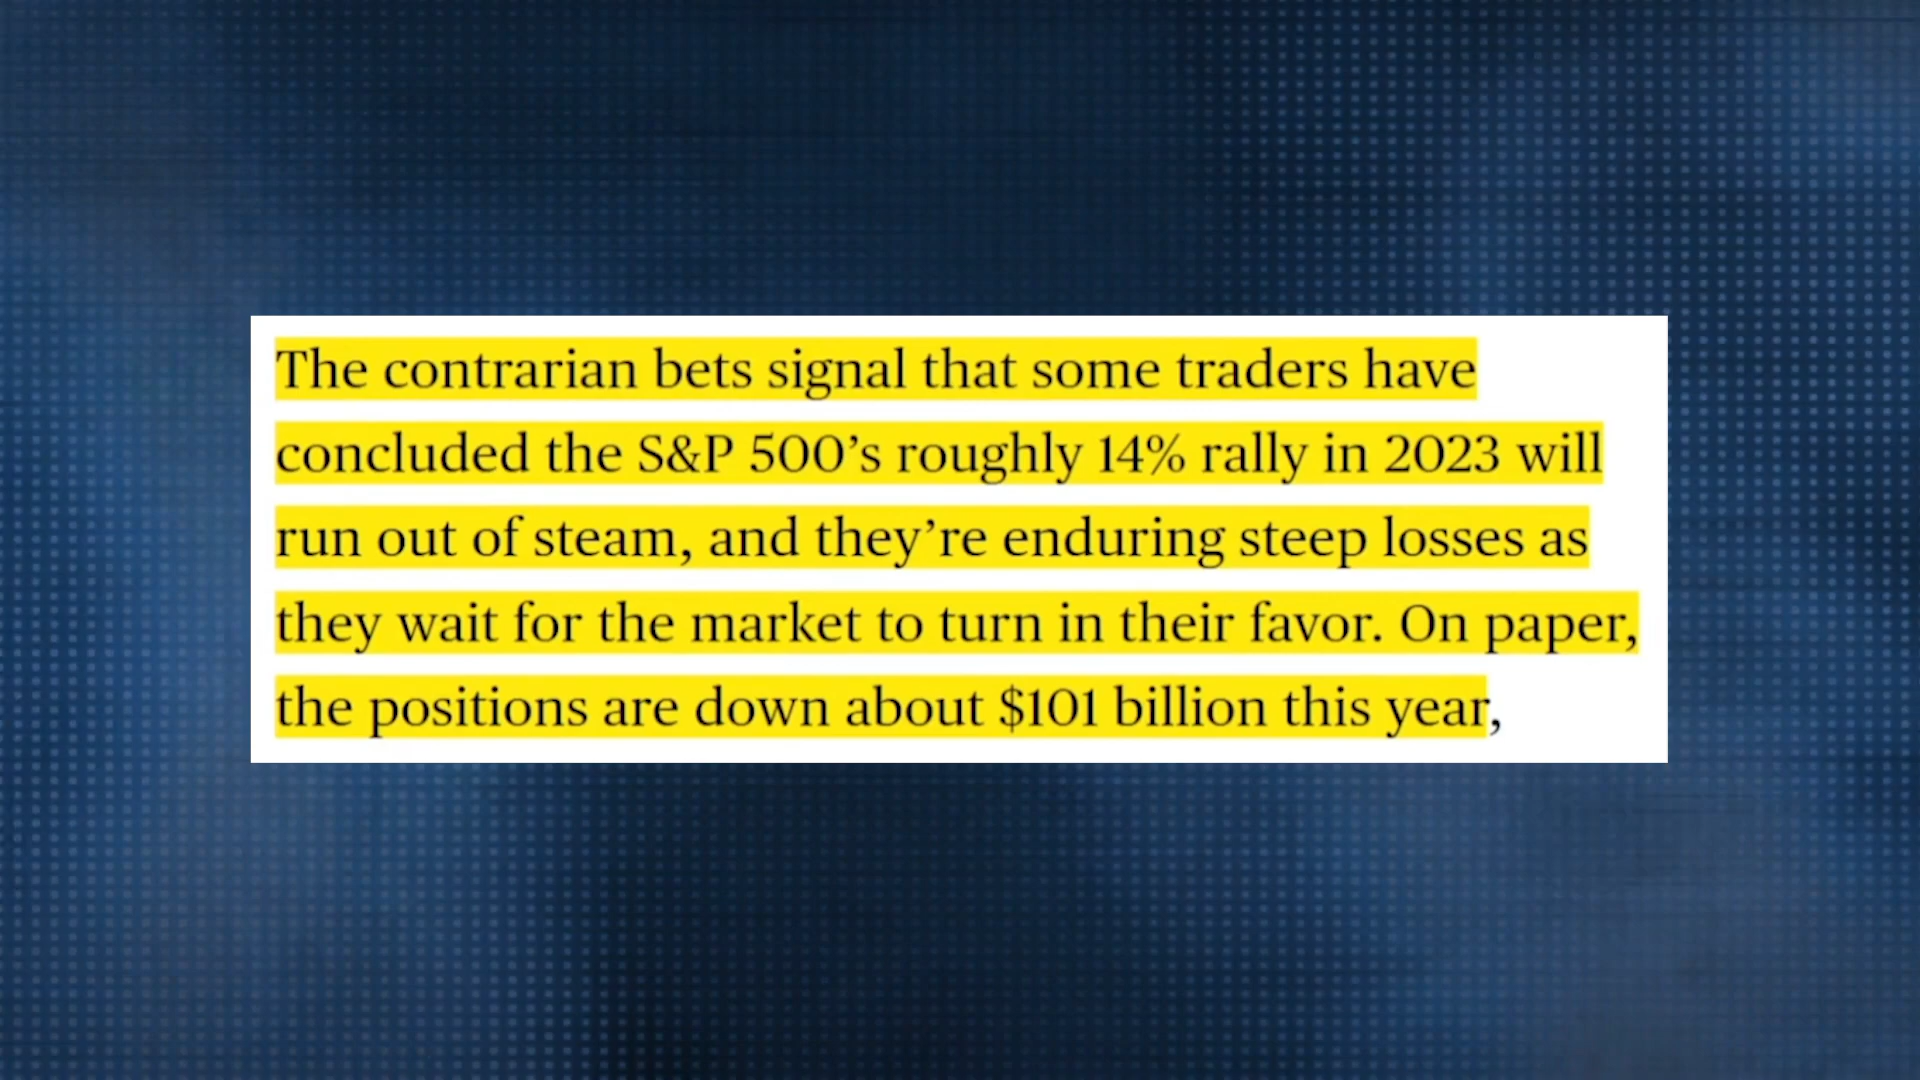 The contrarian bets signal that some traders have
concluded the S&P 500’s roughly 14% rally in 2023 will
run out of steam, and they’re enduring steep losses as
they wait for the market to turn in their favor. On paper,
the positions are down about $101 billion this year,